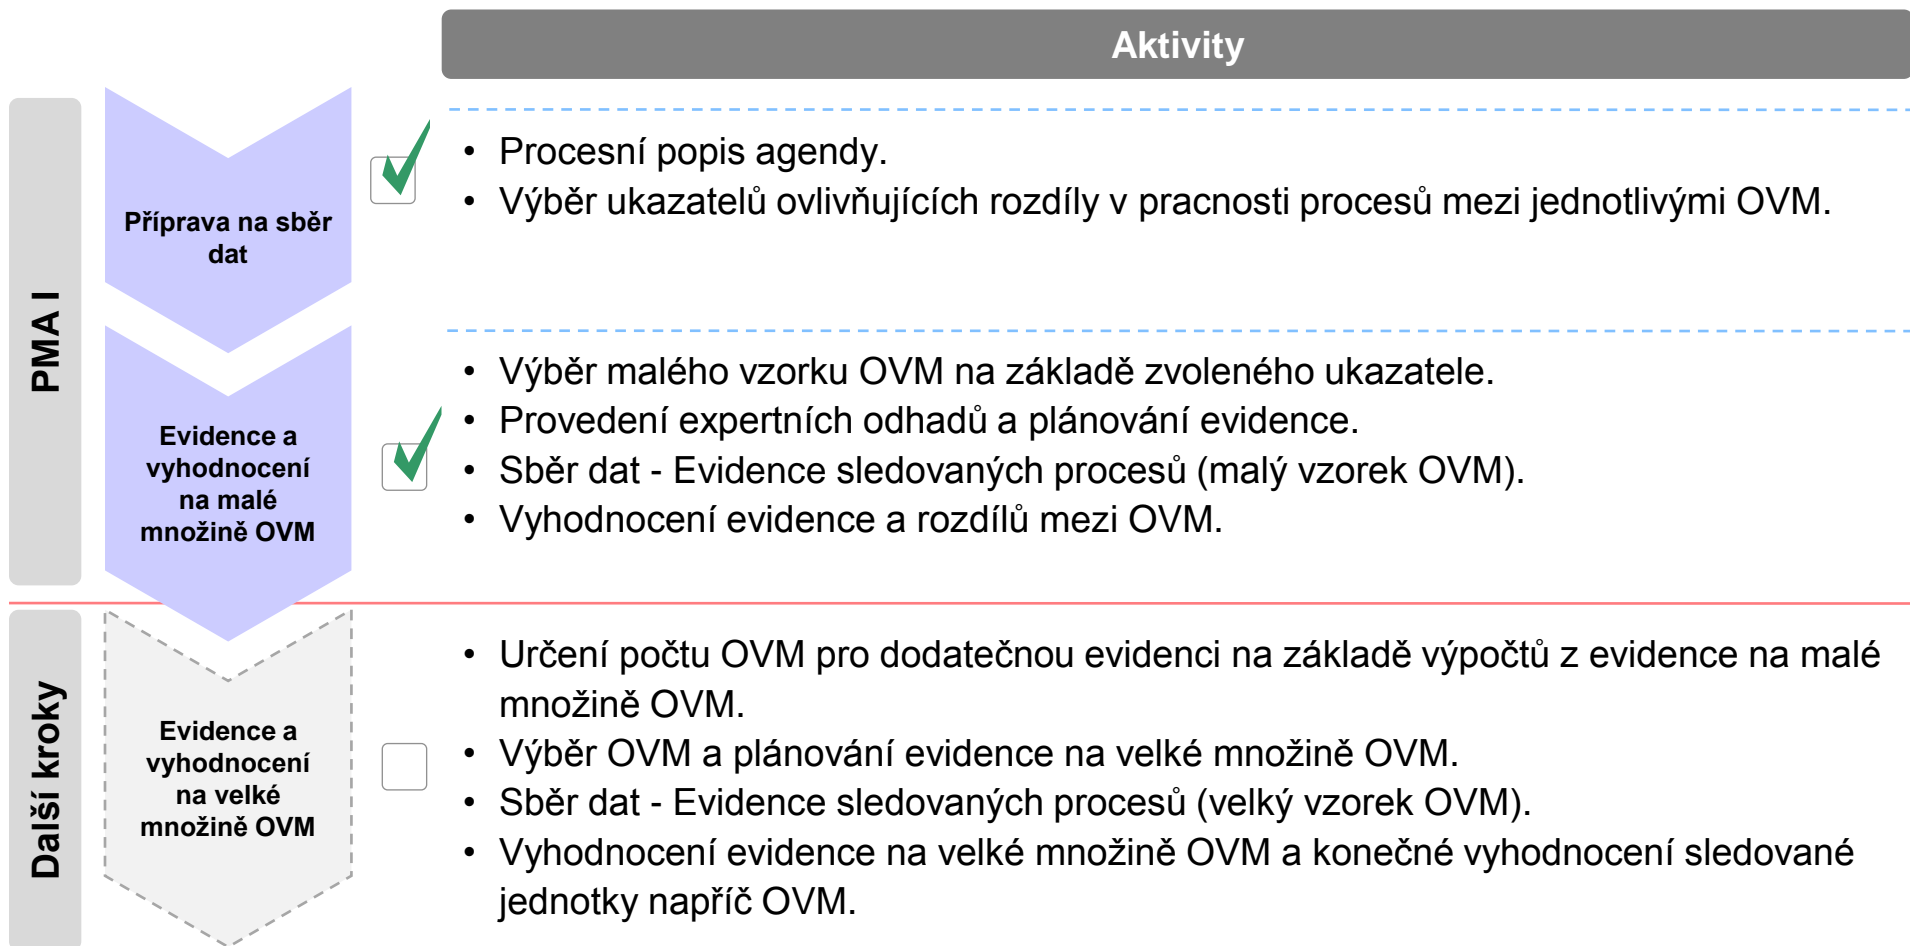 Aktivity
PMA I
Příprava na sběr
dat
• Procesní popis agendy.
• Výběr ukazatelů ovlivňujících rozdíly v pracnosti procesů mezi jednotlivými OVM.
Evidence a
vyhodnocení
na malé
množině OVM
• Výběr malého vzorku OVM na základě zvoleného ukazatele.
• Provedení expertních odhadů a plánování evidence.
• Sběr dat - Evidence sledovaných procesů (malý vzorek OVM).
• Vyhodnocení evidence a rozdílů mezi OVM.
Další kroky
Evidence a
vyhodnocení
na velké
množině OVM
• Určení počtu OVM pro dodatečnou evidenci na základě výpočtů z evidence na malé
množině OVM.
• Výběr OVM a plánování evidence na velké množině OVM.
• Sběr dat - Evidence sledovaných procesů (velký vzorek OVM).
• Vyhodnocení evidence na velké množině OVM a konečné vyhodnocení sledované
jednotky napříč OVM.